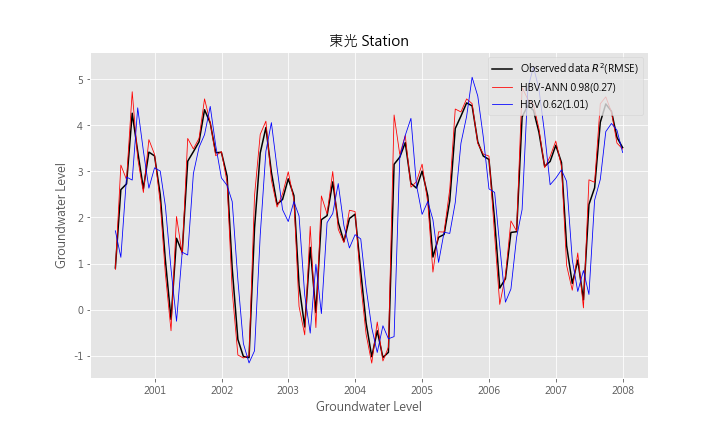 東光 Station
Observed data R²(RMSE)
HBV-ANN 0.98(0.27)
HBV 0.62(1.01)
Groundwater Level
5
4
3
2
1
0
-1
2001 2002 2003 2004 2005 2006 2007 2008
Groundwater Level